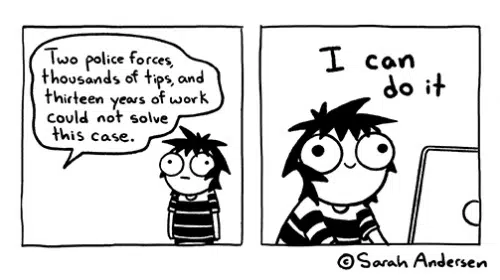 Two police forces,
thousands of tips, and
thirteen years of work
could not solve
this case.
I can
do it
©Sarah Andersen